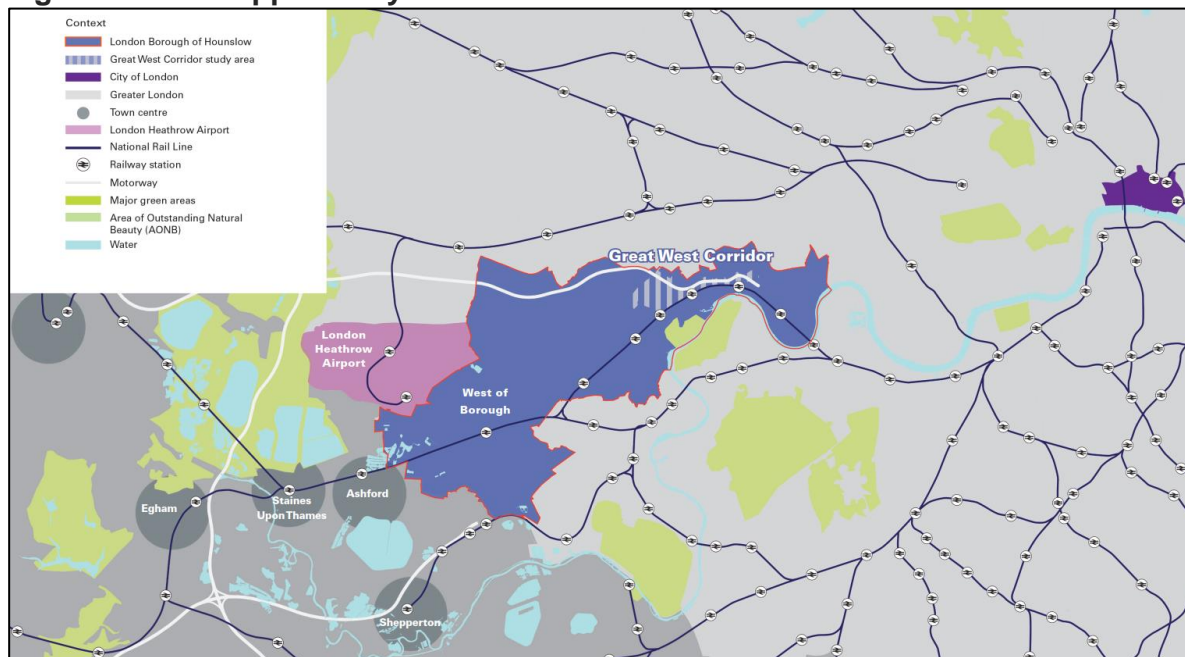 Context
London Borough of Hounslow
Great West Corridor study area
City of London
Greater London
Town centre
London Heathrow Airport
National Rail Line
Railway station
Motorway
Major green areas
Area of Outstanding Natural
Beauty (AONB)
Water
Great West Corridor
London
Heathrow
Airport
West of
Borough
Ashford
Staines
Upon Thames
Egham
Shepperton